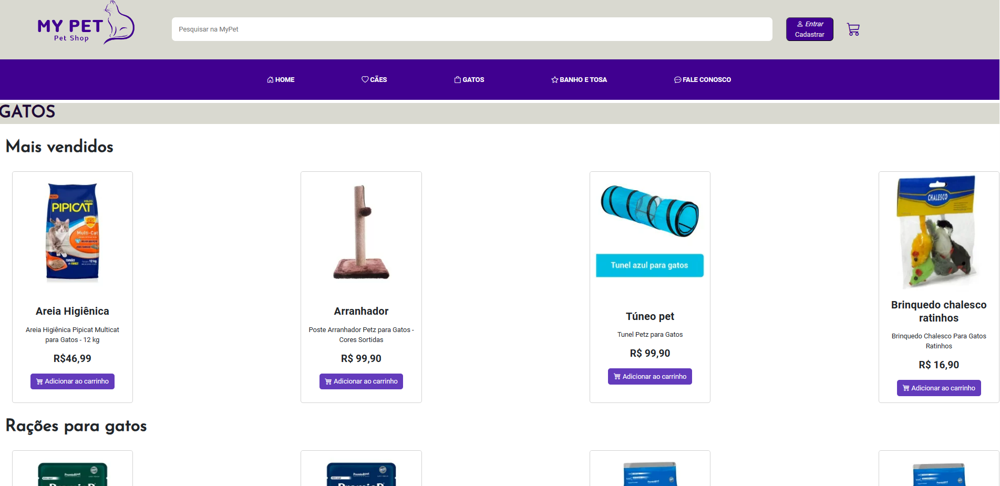 MY PET
Pet Shop
Pesquisar na MyPet
Entrar
Cadastrar
HOME
CÃES
GATOS
BANHO E TOSA
FALE CONOSCO
GATOS
Mais vendidos
PIPICAT
Multi-Cat
12 kg
CHALESCO
Tunel azul para gatos
Areia Higiênica
Areia Higiênica Pipicat Multicat
para Gatos - 12 kg
R$46,99
Adicionar ao carrinho
Arranhador
Poste Arranhador Petz para Gatos -
Cores Sortidas
R$ 99,90
Adicionar ao carrinho
Túneo pet
Tunel Petz para Gatos
R$ 99,90
Adicionar ao carrinho
Brinquedo chalesco
ratinhos
Brinquedo Chalesco Para Gatos
Ratinhos
R$ 16,90
Adicionar ao carrinho
Rações para gatos